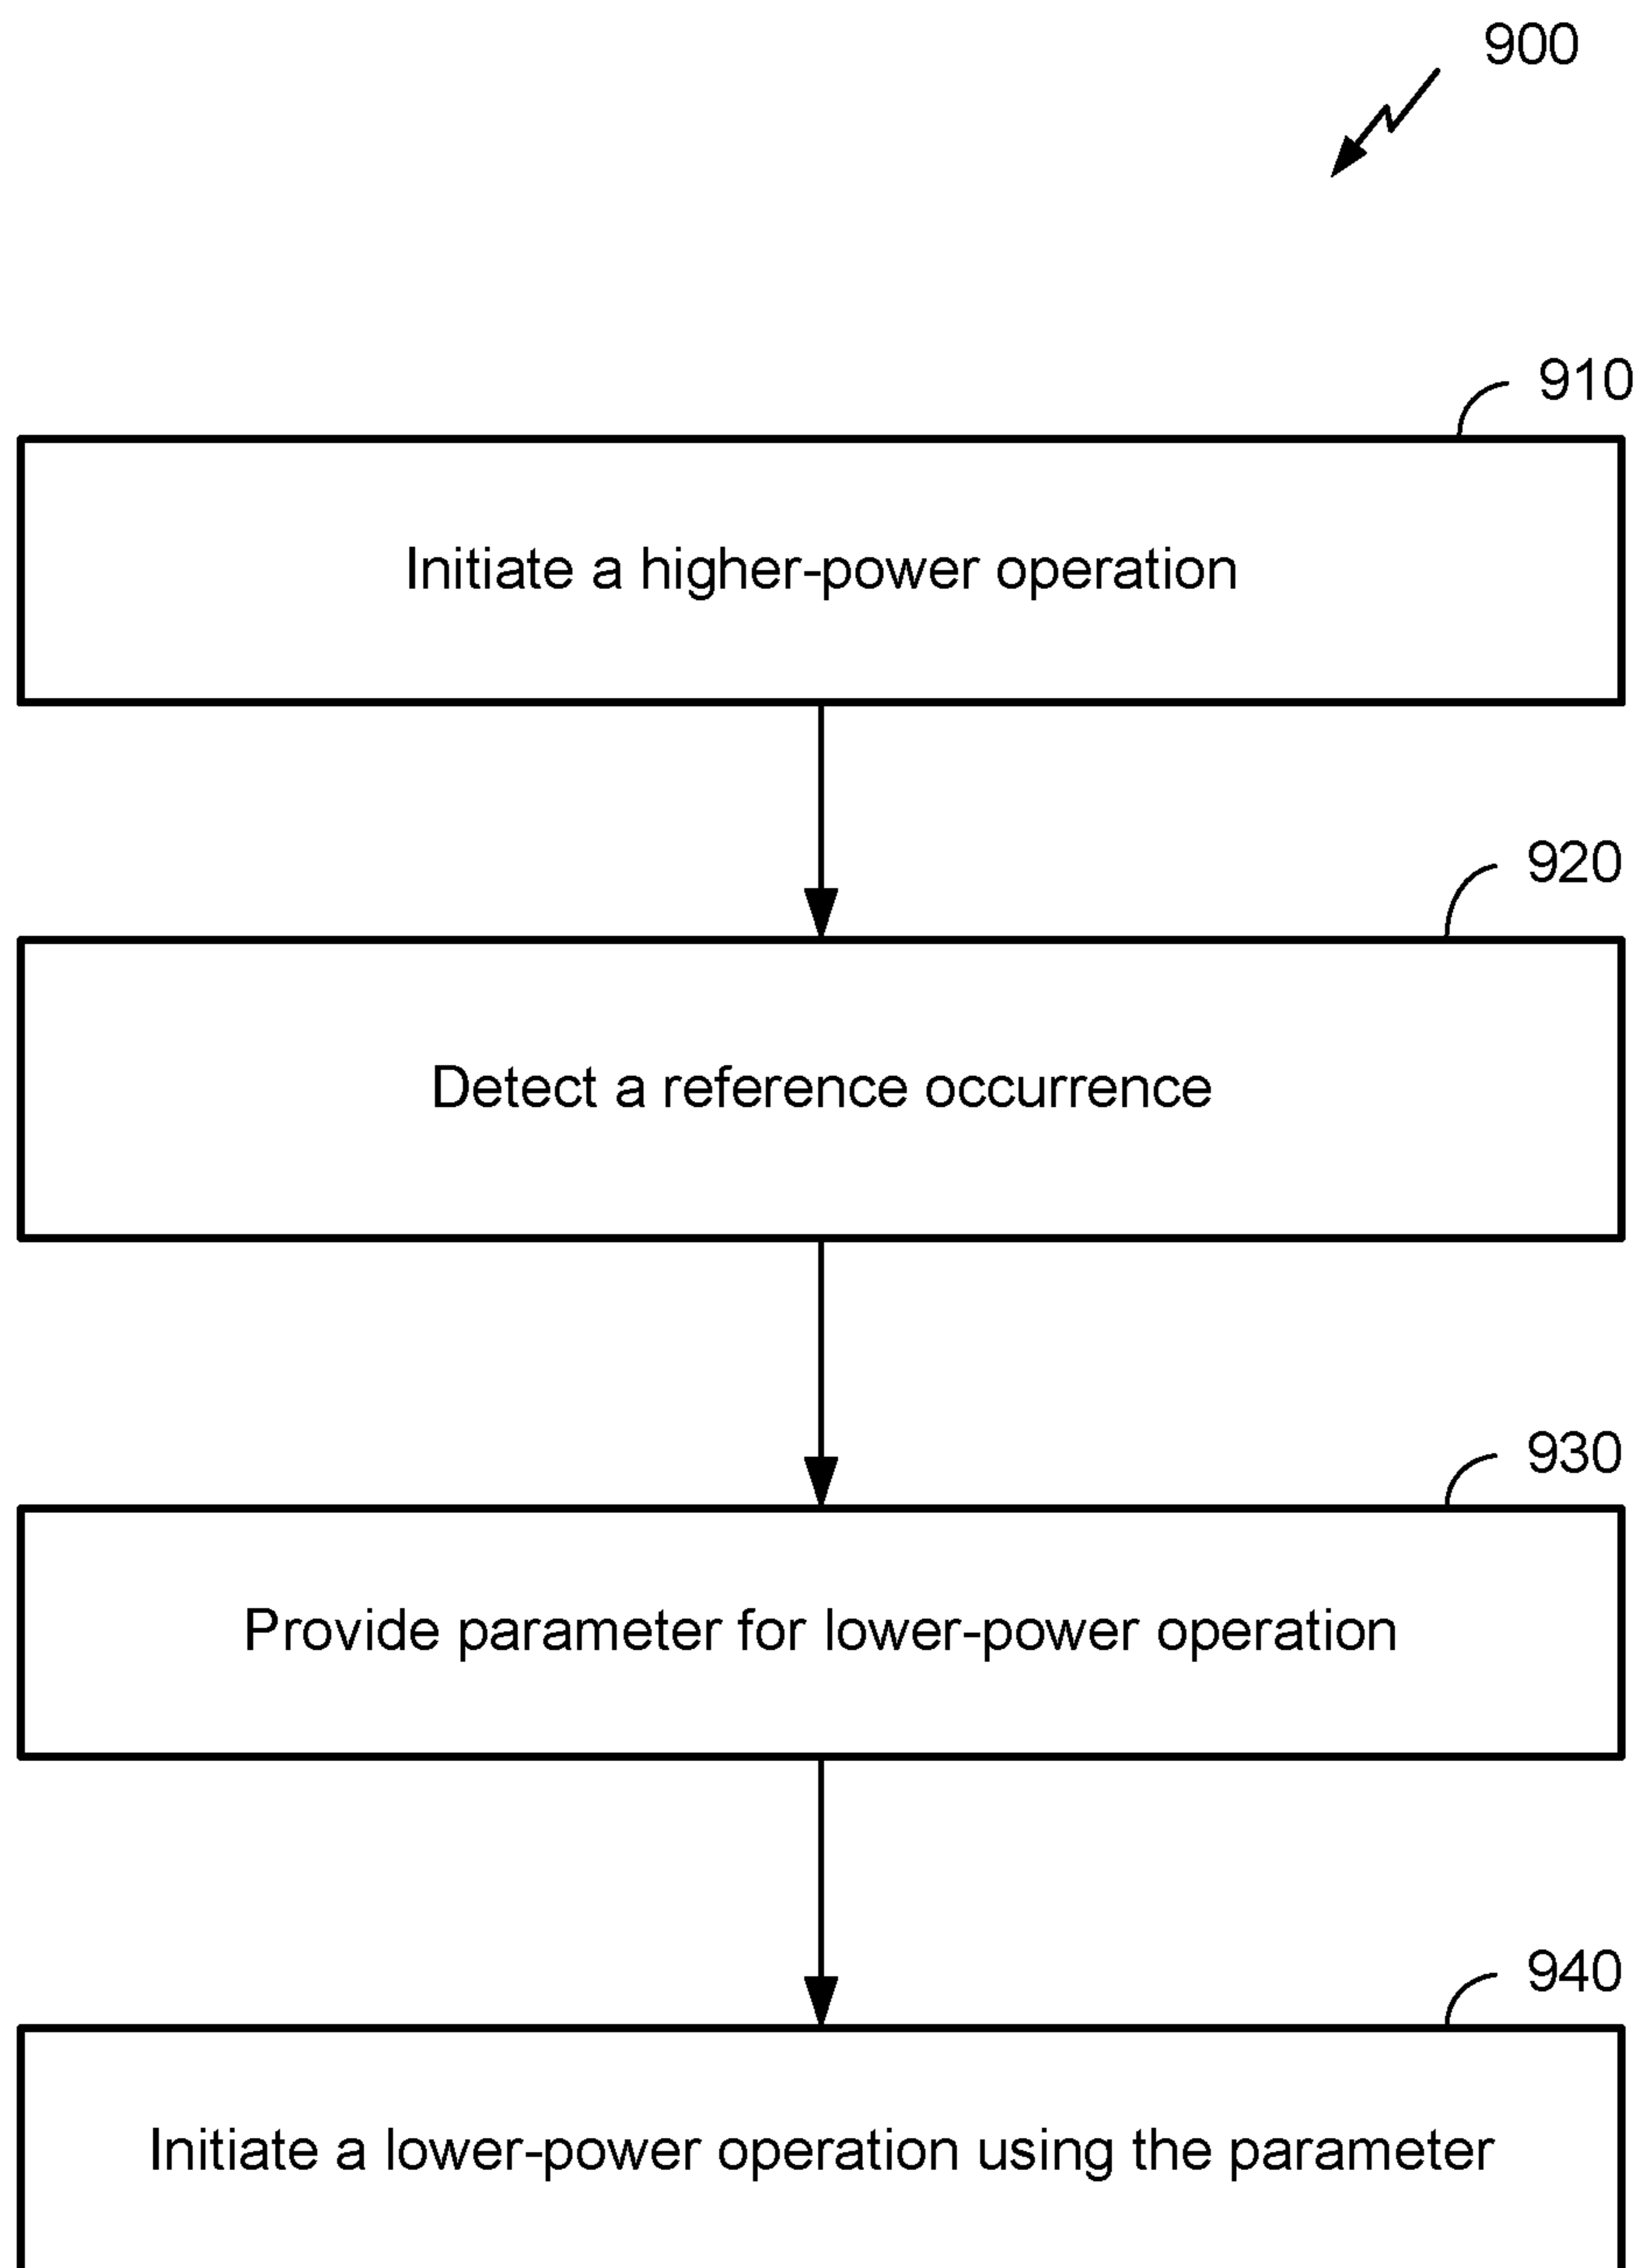 900
910
Initiate a higher-power operation
920
Detect a reference occurrence
930
Provide parameter for lower-power operation
940
Initiate a lower-power operation using the parameter